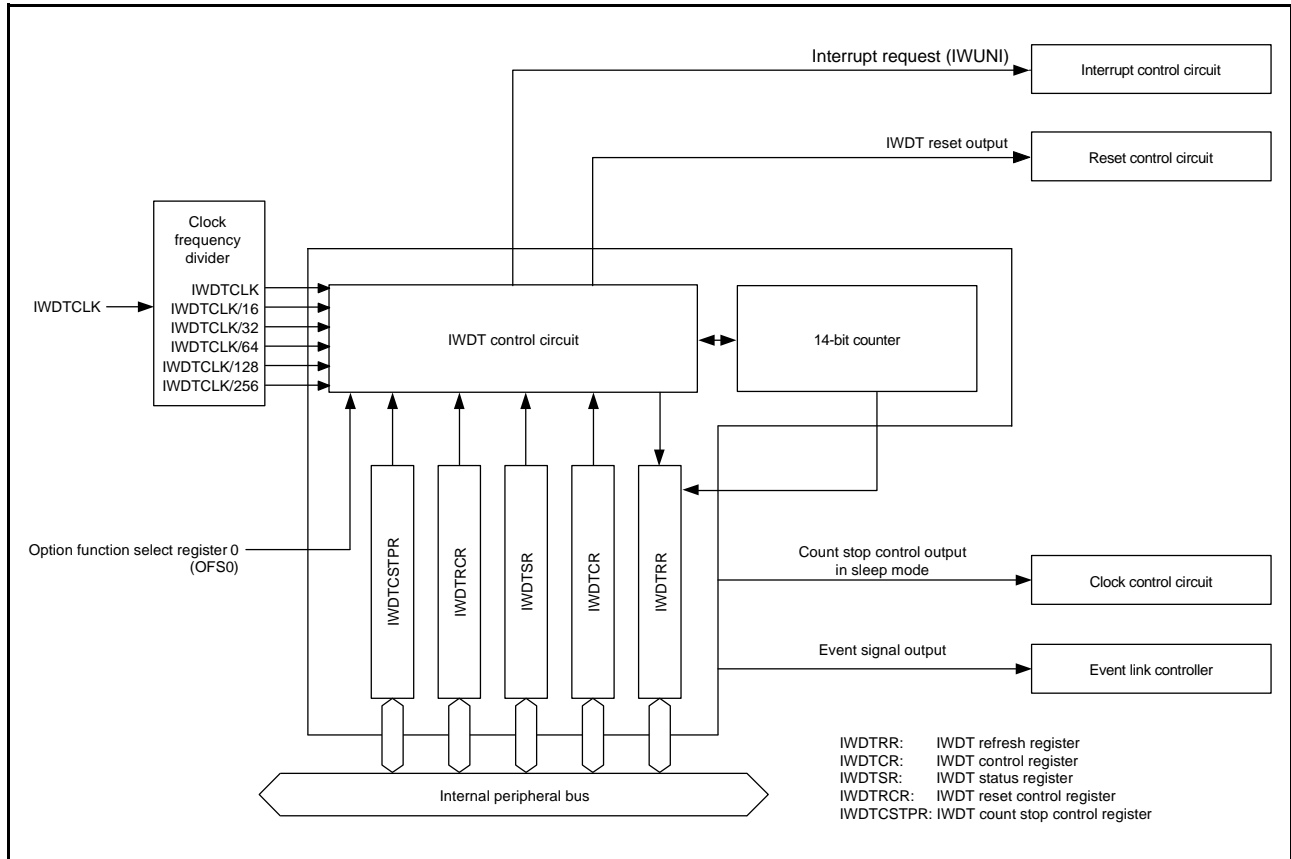 Interrupt request (IWUNI)
Interrupt control circuit
IWDT reset output
Reset control circuit
Clock
frequency
divider
IWDTCLK
IWDTCLK
IWDTCLK/16
IWDTCLK/32
IWDTCLK/64
IWDTCLK/128
IWDTCLK/256
IWDT control circuit
14-bit counter
Option function select register 0
(OFS0)
IWDTCSTPR
IWDTRCR
IWDTSR
IWDTCR
IWDTRR
Count stop control output
in sleep mode
Clock control circuit
Event signal output
Event link controller
Internal peripheral bus
IWDTRR: IWDT refresh register
IWDTCR: IWDT control register
IWDTSR: IWDT status register
IWDTRCR: IWDT reset control register
IWDTCSTPR: IWDT count stop control register